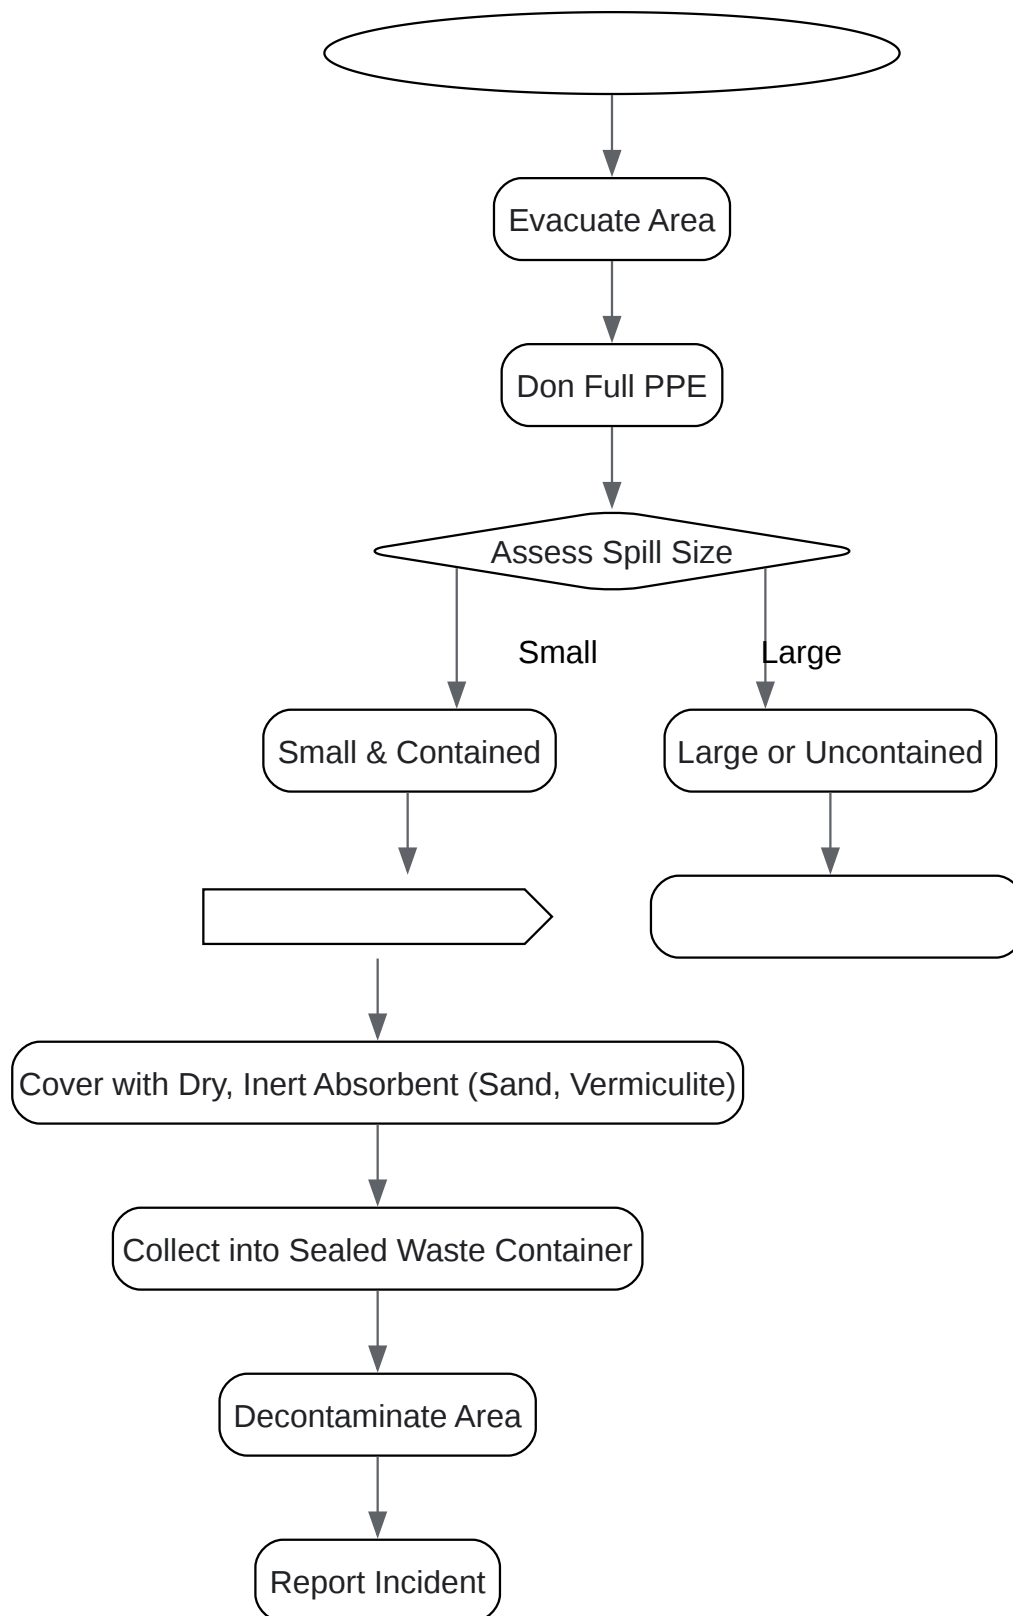 Evacuate Area
Don Full PPE
Assess Spill Size
Small
Large
Small & Contained
Large or Uncontained
Cover with Dry, Inert Absorbent (Sand, Vermiculite)
Collect into Sealed Waste Container
Decontaminate Area
Report Incident